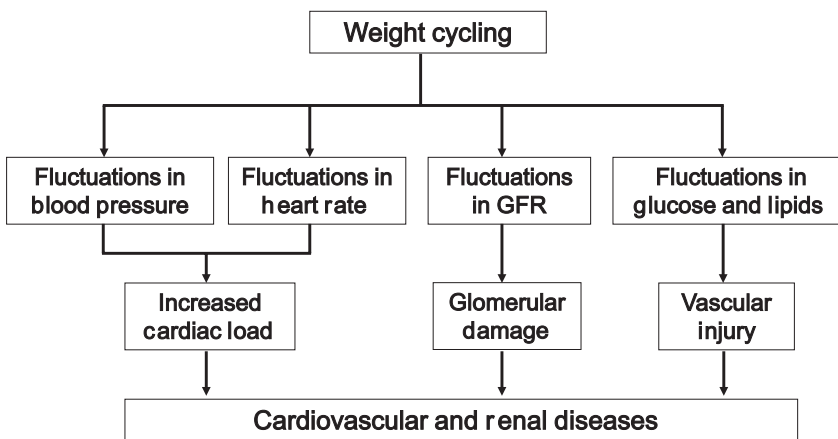 Weight cycling
Fluctuations in
blood pressure
Fluctuations in
heart rate
Fluctuations
in GFR
Fluctuations in
glucose and lipids
Increased
cardiac load
Glomerular
damage
Vascular
injury
Cardiovascular and renal diseases